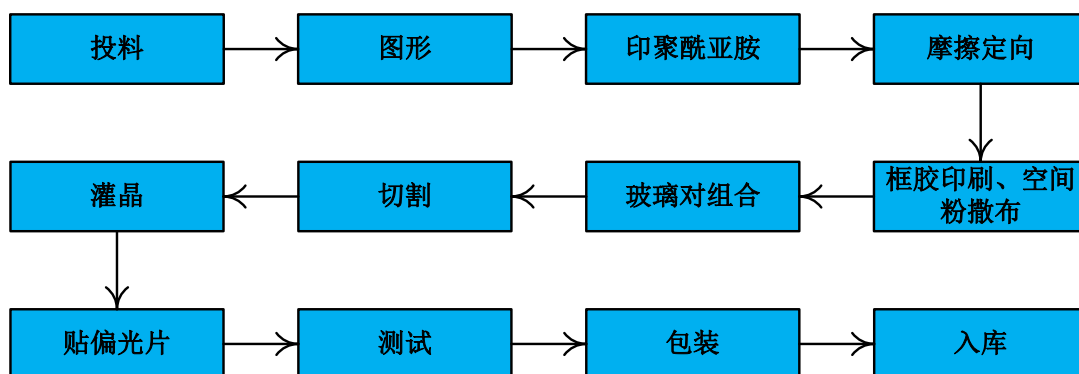 投料
图形
印聚酰亚胺
摩擦定向
框胶印刷、空间
粉撒布
玻璃对组合
切割
灌晶
贴偏光片
测试
包装
入库